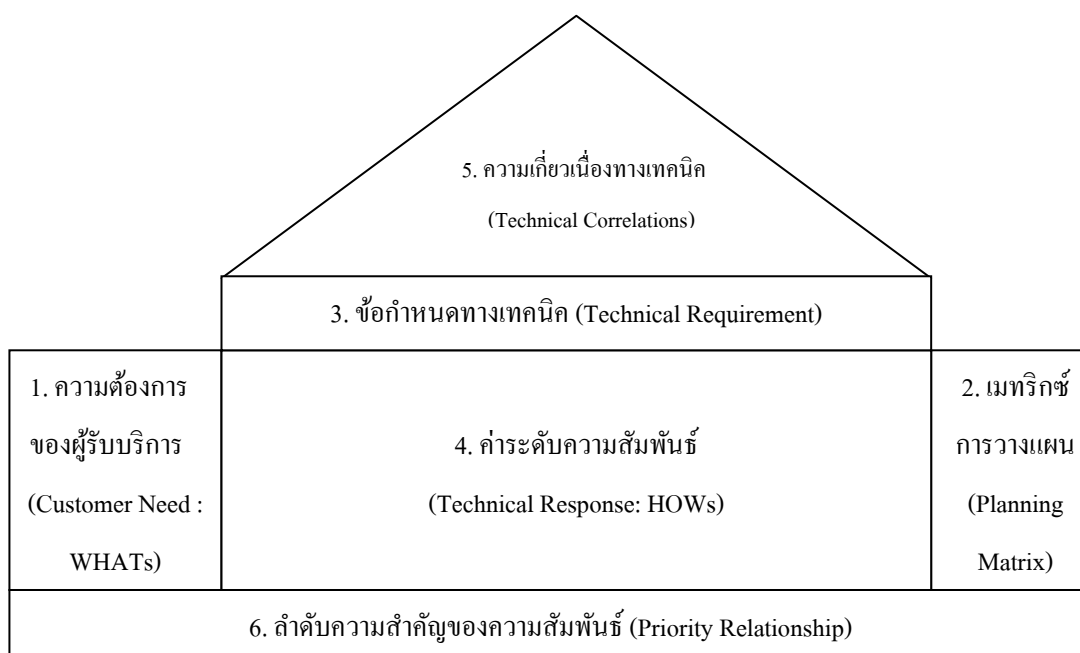 5. ความเกี่ยวเนื่องทางเทคนิค
(Technical Correlations)
3. ข้อกำหนดทางเทคนิค (Technical Requirement)
1. ความต้องการ
ของผู้รับบริการ
(Customer Need :
WHATs)
4. ค่าระดับความสัมพันธ์
(Technical Response: HOWs)
2. เมทริกซ์
การวางแผน
(Planning
Matrix)
6. ลำดับความสำคัญของความสัมพันธ์ (Priority Relationship)